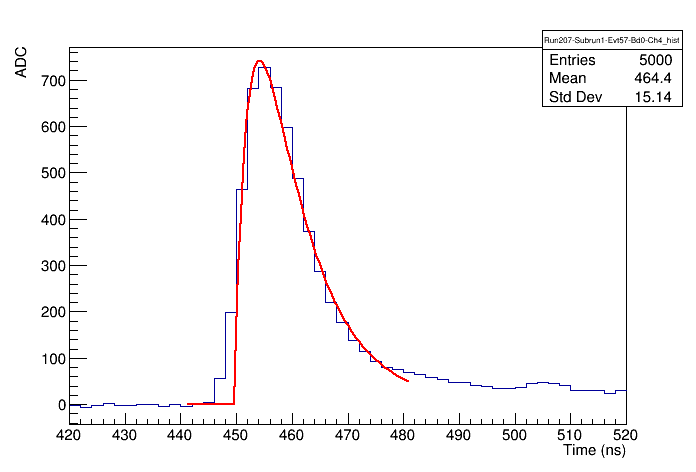 Run207-Subrun1-Evt57-Bd0-Ch4_hist
Entries 5000
Mean 464.4
Std Dev 15.14
ADC
700
600
500
400
300
200
100
0
420 430 440 450 460 470 480 490 500 510 520
Time (ns)